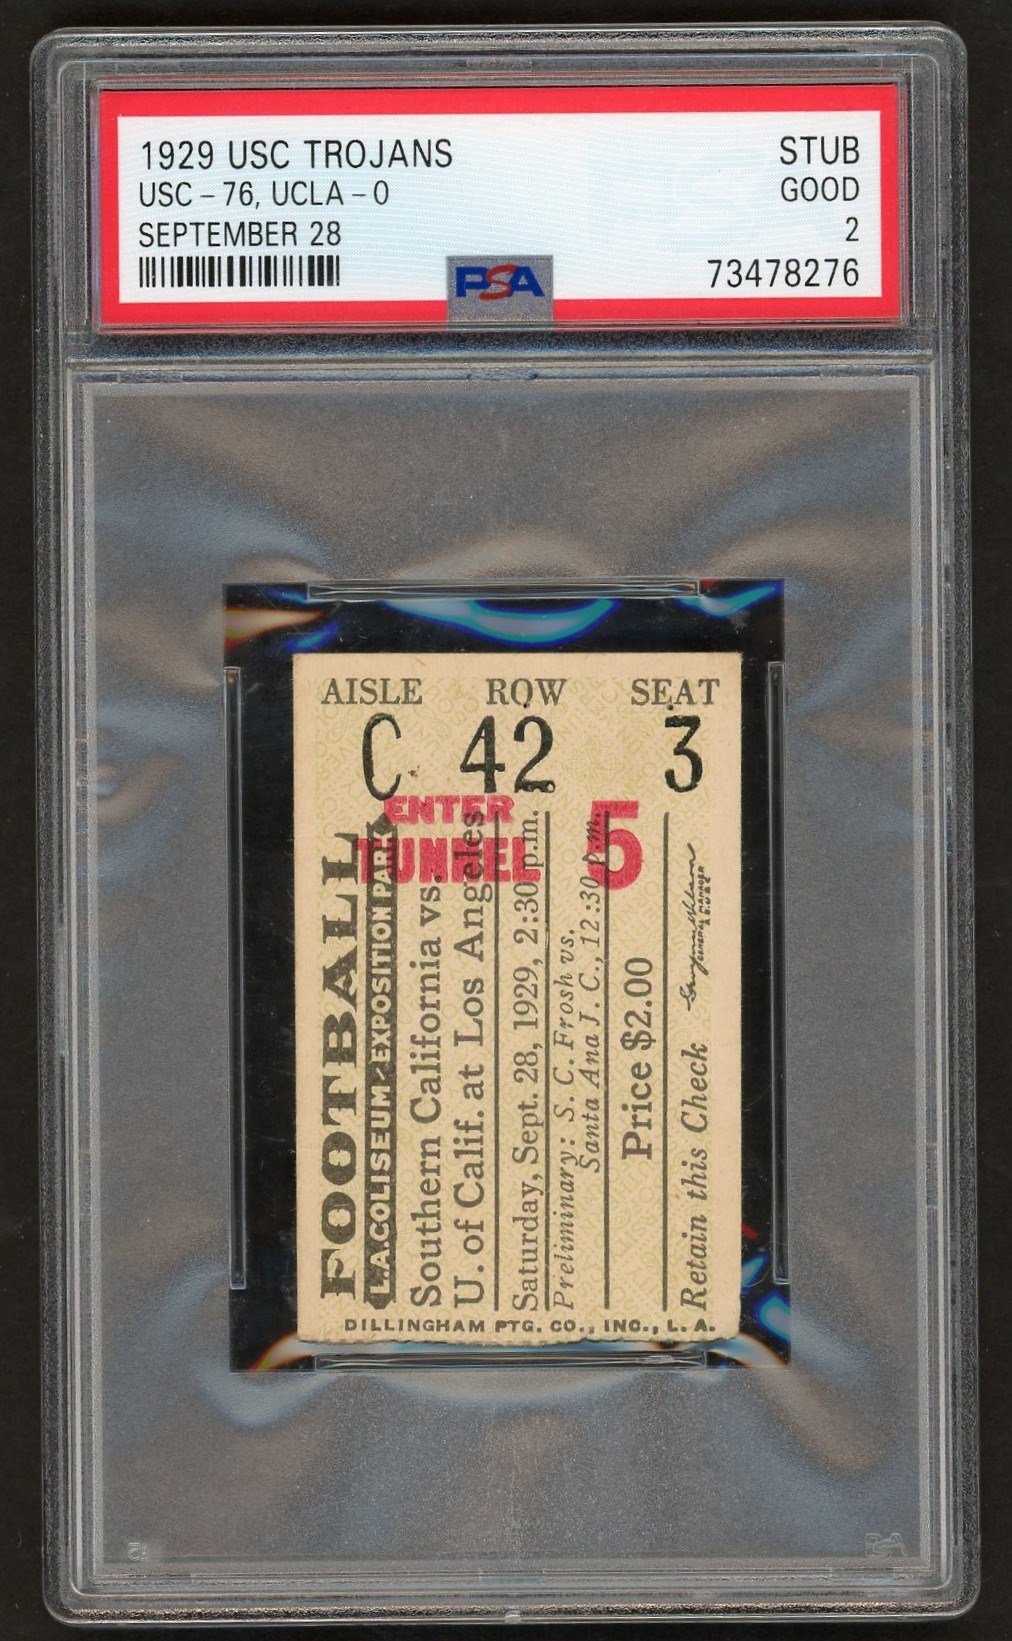 1929 USC TROJANS
USC - 76, UCLA - 0
SEPTEMBER 28
STUB
GOOD
2
73478276
PSA
AISLE ROW SEAT
C 42 3
ENTER
TUNNEL 5
FOOTBALL
L.A. COLISEUM - EXPOSITION PARK
Southern California vs.
U. of Calif. at Los Angeles
Saturday, Sept. 28, 1929, 2:30 p.m.
Preliminary: S. C. Frosh vs.
Santa Ana J. C., 12:30 p.m.
Price $2.00
Retain this Check
GENERAL MANAGER
DILLINGHAM PTG. CO., INC., L. A.
PSA